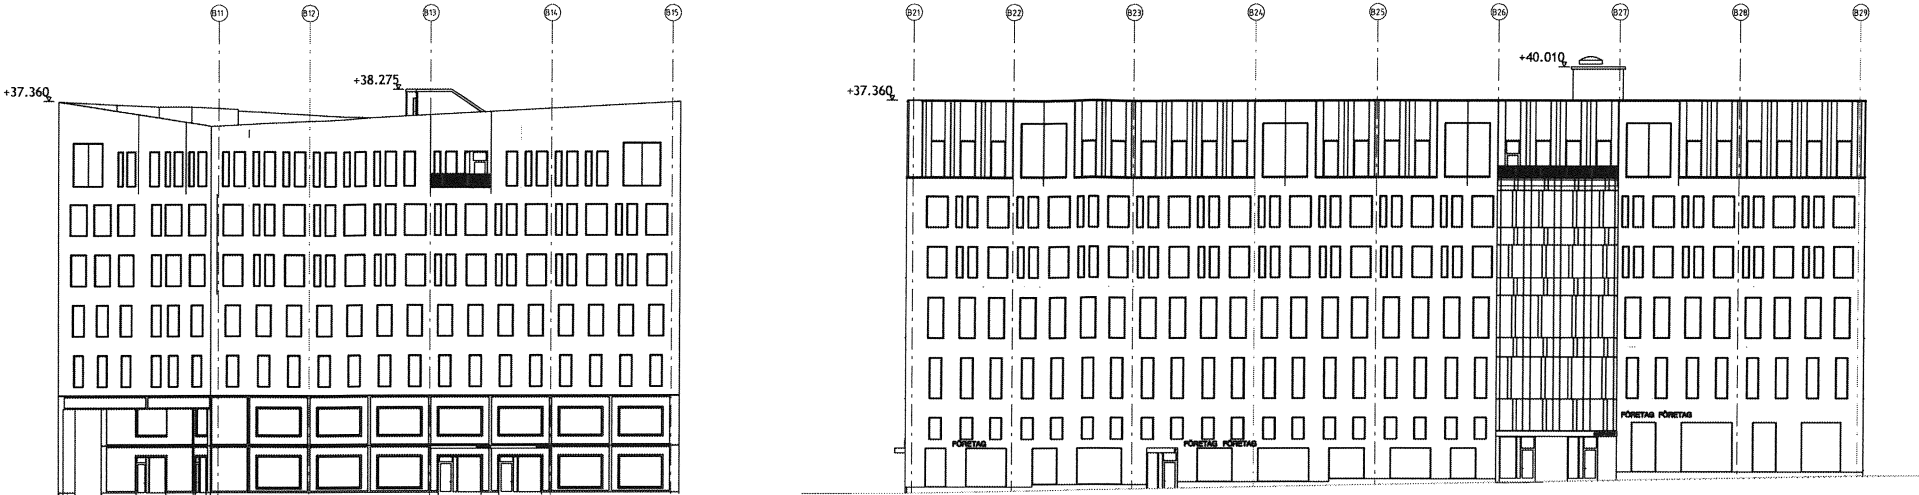 B11 B12 B13 B14 B15 B21 B22 B23 B24 B25 B26 B27 B28 B29
+40.010
+38.275
+37.360 +37.360
FÖRETAG FÖRETAG
FÖRETAG FÖRETAG FÖRETAG